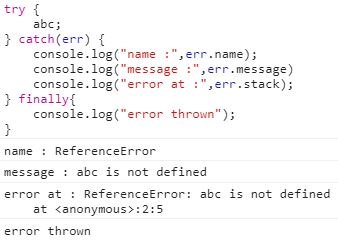 try {
    abc;
} catch(err) {
    console.log("name :",err.name);
    console.log("message :",err.message)
    console.log("error at :",err.stack);
} finally{
    console.log("error thrown");
}
name : ReferenceError
message : abc is not defined
error at : ReferenceError: abc is not defined
    at <anonymous>:2:5
error thrown